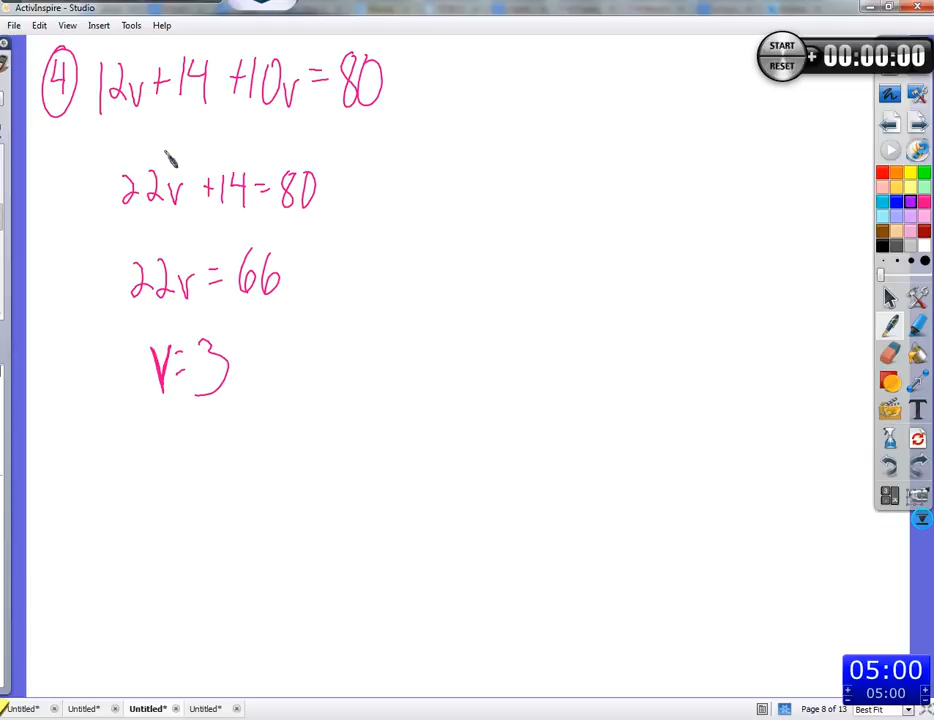 ActivInspire - Studio
File Edit View Insert Tools Help
START
RESET
00:00:00
④ 12v+14 +10v=80
22v +14=80
22v = 66
v=3
T
05:00
05:00
Untitled* Untitled* Untitled* Untitled*
Page 8 of 13 Best Fit